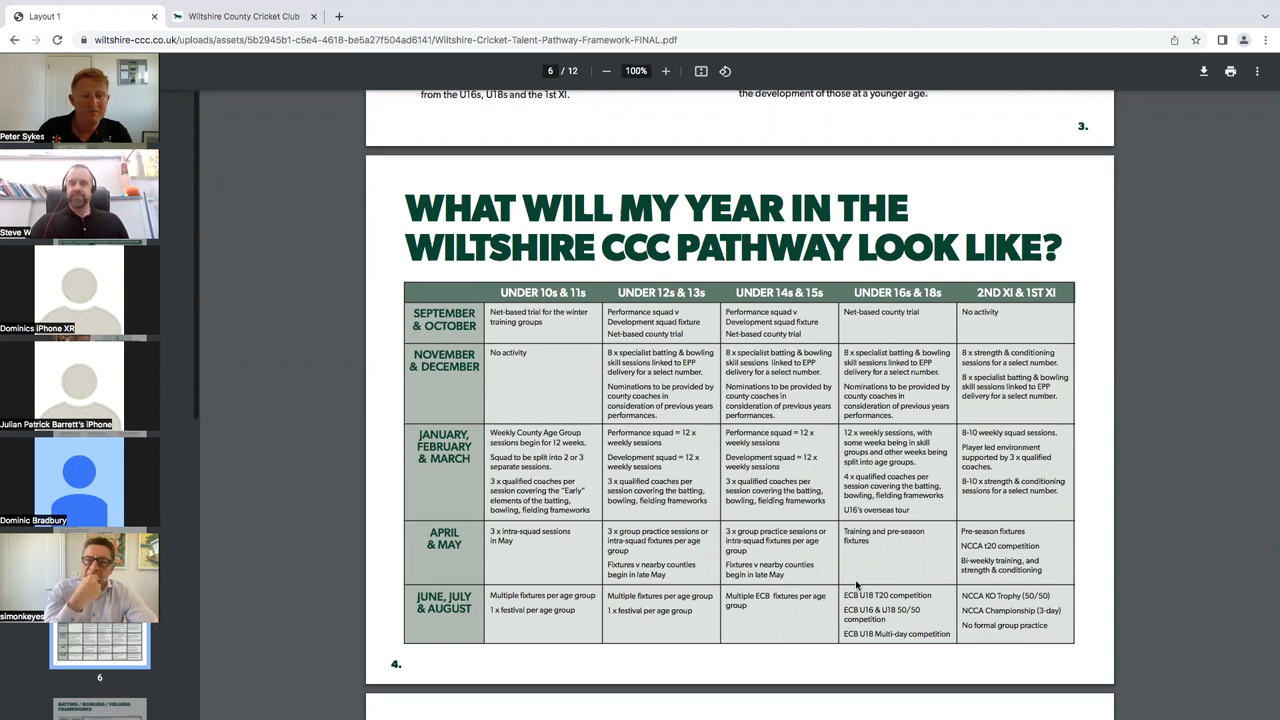 Layout 1
Wiltshire County Cricket Club
wiltshire-ccc.co.uk/uploads/assets/5b2945b1-c5e4-4618-be5a27f504ad6141/Wiltshire-Cricket-Talent-Pathway-Framework-FINAL.pdf
6 / 12
100%
Peter Sykes
Steve W
Dominics iPhone XR
Julian Patrick Barrett's iPhone
Dominic Bradbury
simonkeyes
6
BATTING / BOWLING / FIELDING
FRAMEWORKS
from the U16s, U18s and the 1st XI.
the development of those at a younger age.
3.
WHAT WILL MY YEAR IN THE
WILTSHIRE CCC PATHWAY LOOK LIKE?
UNDER 10s & 11s
UNDER 12s & 13s
UNDER 14s & 15s
UNDER 16s & 18s
2ND XI & 1ST XI
SEPTEMBER
& OCTOBER
Net-based trial for the winter
training groups
Performance squad v
Development squad fixture
Net-based county trial
Performance squad v
Development squad fixture
Net-based county trial
Net-based county trial
No activity
NOVEMBER
& DECEMBER
No activity
8 x specialist batting & bowling
skill sessions linked to EPP
delivery for a select number.
Nominations to be provided by
county coaches in
consideration of previous years
performances.
8 x specialist batting & bowling
skill sessions linked to EPP
delivery for a select number.
Nominations to be provided by
county coaches in
consideration of previous years
performances.
8 x specialist batting & bowling
skill sessions linked to EPP
delivery for a select number.
Nominations to be provided by
county coaches in
consideration of previous years
performances.
8 x strength & conditioning
sessions for a select number.
8 x specialist batting & bowling
skill sessions linked to EPP
delivery for a select number.
JANUARY,
FEBRUARY
& MARCH
Weekly County Age Group
sessions begin for 12 weeks.
Squad to be split into 2 or 3
separate sessions.
3 x qualified coaches per
session covering the "Early"
elements of the batting,
bowling, fielding frameworks
Performance squad = 12 x
weekly sessions
Development squad = 12 x
weekly sessions
3 x qualified coaches per
session covering the batting,
bowling, fielding frameworks
Performance squad = 12 x
weekly sessions
Development squad = 12 x
weekly sessions
3 x qualified coaches per
session covering the batting,
bowling, fielding frameworks
12 x weekly sessions, with
some weeks being in skill
groups and other weeks being
split into age groups.
4 x qualified coaches per
session covering the batting,
bowling, fielding frameworks
U16's overseas tour
8-10 weekly squad sessions.
Player led environment
supported by 3 x qualified
coaches.
8-10 x strength & conditioning
sessions for a select number.
APRIL
& MAY
3 x intra-squad sessions
in May
3 x group practice sessions or
intra-squad fixtures per age
group
Fixtures v nearby counties
begin in late May
3 x group practice sessions or
intra-squad fixtures per age
group
Fixtures v nearby counties
begin in late May
Training and pre-season
fixtures
Pre-season fixtures
NCCA t20 competition
Bi-weekly training, and
strength & conditioning
JUNE, JULY
& AUGUST
Multiple fixtures per age group
1 x festival per age group
Multiple fixtures per age group
1 x festival per age group
Multiple ECB fixtures per age
group
ECB U18 T20 competition
ECB U16 & U18 50/50
competition
ECB U18 Multi-day competition
NCCA KO Trophy (50/50)
NCCA Championship (3-day)
No formal group practice
4.